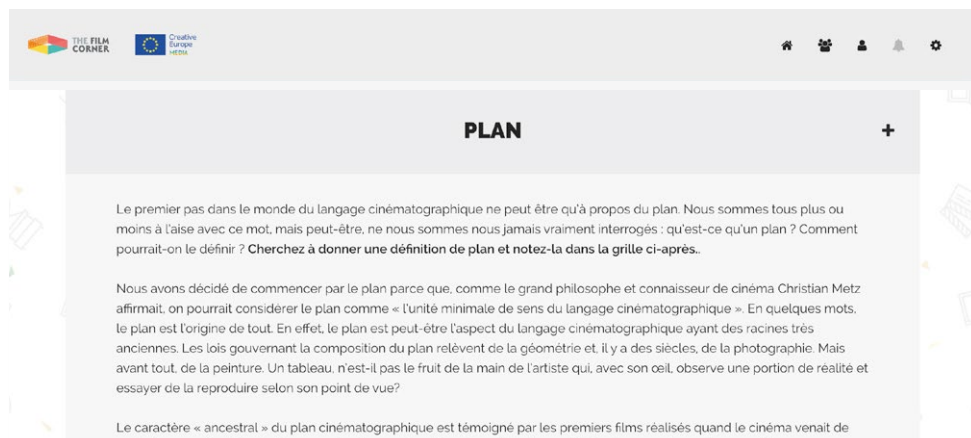 THE FILM
CORNER
Creative
Europe
MEDIA
PLAN
Le premier pas dans le monde du langage cinématographique ne peut être qu'à propos du plan. Nous sommes tous plus ou
moins à l'aise avec ce mot, mais peut-être, ne nous sommes nous jamais vraiment interrogés : qu'est-ce qu'un plan ? Comment
pourrait-on le définir ? Cherchez à donner une définition de plan et notez-la dans la grille ci-après..
Nous avons décidé de commencer par le plan parce que, comme le grand philosophe et connaisseur de cinéma Christian Metz
affirmait, on pourrait considérer le plan comme « l'unité minimale de sens du langage cinématographique ». En quelques mots,
le plan est l'origine de tout. En effet, le plan est peut-être l'aspect du langage cinématographique ayant des racines très
anciennes. Les lois gouvernant la composition du plan relèvent de la géométrie et, il y a des siècles, de la photographie. Mais
avant tout, de la peinture. Un tableau, n'est-il pas le fruit de la main de l'artiste qui, avec son œil, observe une portion de réalité et
essayer de la reproduire selon son point de vue?
Le caractère « ancestral » du plan cinématographique est témoigné par les premiers films réalisés quand le cinéma venait de